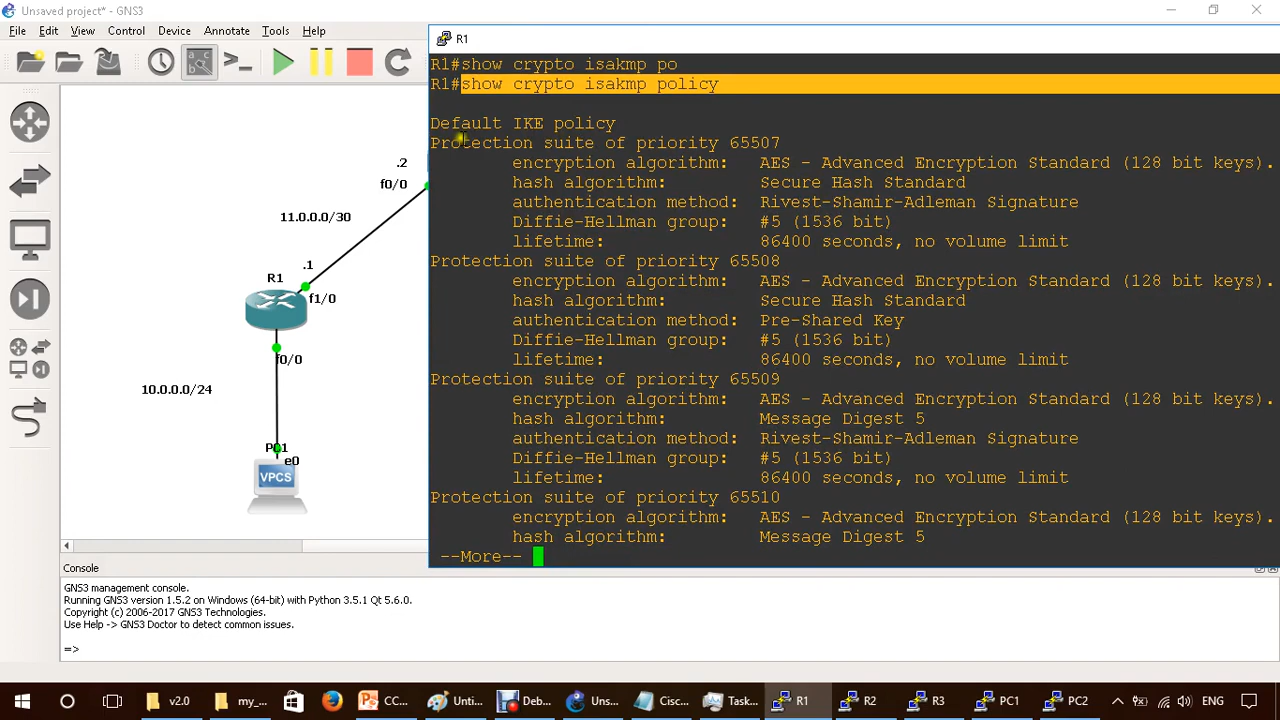 Unsaved project* - GNS3
File Edit View Control Device Annotate Tools Help
R1
R1#show crypto isakmp po
R1#show crypto isakmp policy
Default IKE policy
Protection suite of priority 65507
encryption algorithm: AES - Advanced Encryption Standard (128 bit keys).
hash algorithm: Secure Hash Standard
authentication method: Rivest-Shamir-Adleman Signature
Diffie-Hellman group: #5 (1536 bit)
lifetime: 86400 seconds, no volume limit
Protection suite of priority 65508
encryption algorithm: AES - Advanced Encryption Standard (128 bit keys).
hash algorithm: Secure Hash Standard
authentication method: Pre-Shared Key
Diffie-Hellman group: #5 (1536 bit)
lifetime: 86400 seconds, no volume limit
Protection suite of priority 65509
encryption algorithm: AES - Advanced Encryption Standard (128 bit keys).
hash algorithm: Message Digest 5
authentication method: Rivest-Shamir-Adleman Signature
Diffie-Hellman group: #5 (1536 bit)
lifetime: 86400 seconds, no volume limit
Protection suite of priority 65510
encryption algorithm: AES - Advanced Encryption Standard (128 bit keys).
hash algorithm: Message Digest 5
--More--
.2
f0/0
11.0.0.0/30
.1
R1
f1/0
f0/0
10.0.0.0/24
PC1
e0
VPCS
Console
GNS3 management console.
Running GNS3 version 1.5.2 on Windows (64-bit) with Python 3.5.1 Qt 5.6.0.
Copyright (c) 2006-2017 GNS3 Technologies.
Use Help -> GNS3 Doctor to detect common issues.
=>
v2.0 my_... CC... Unti... Deb... Uns... Cisc... Task... R1 R2 R3 PC1 PC2 ENG